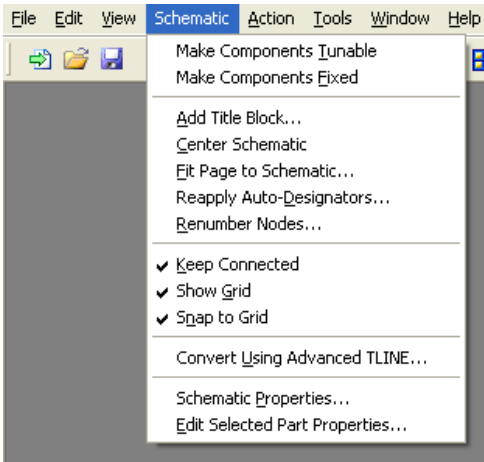 File Edit View Schematic Action Tools Window Help
Make Components Tunable
Make Components Fixed
Add Title Block...
Center Schematic
Fit Page to Schematic...
Reapply Auto-Designators...
Renumber Nodes...
Keep Connected
Show Grid
Snap to Grid
Convert Using Advanced TLINE...
Schematic Properties...
Edit Selected Part Properties...